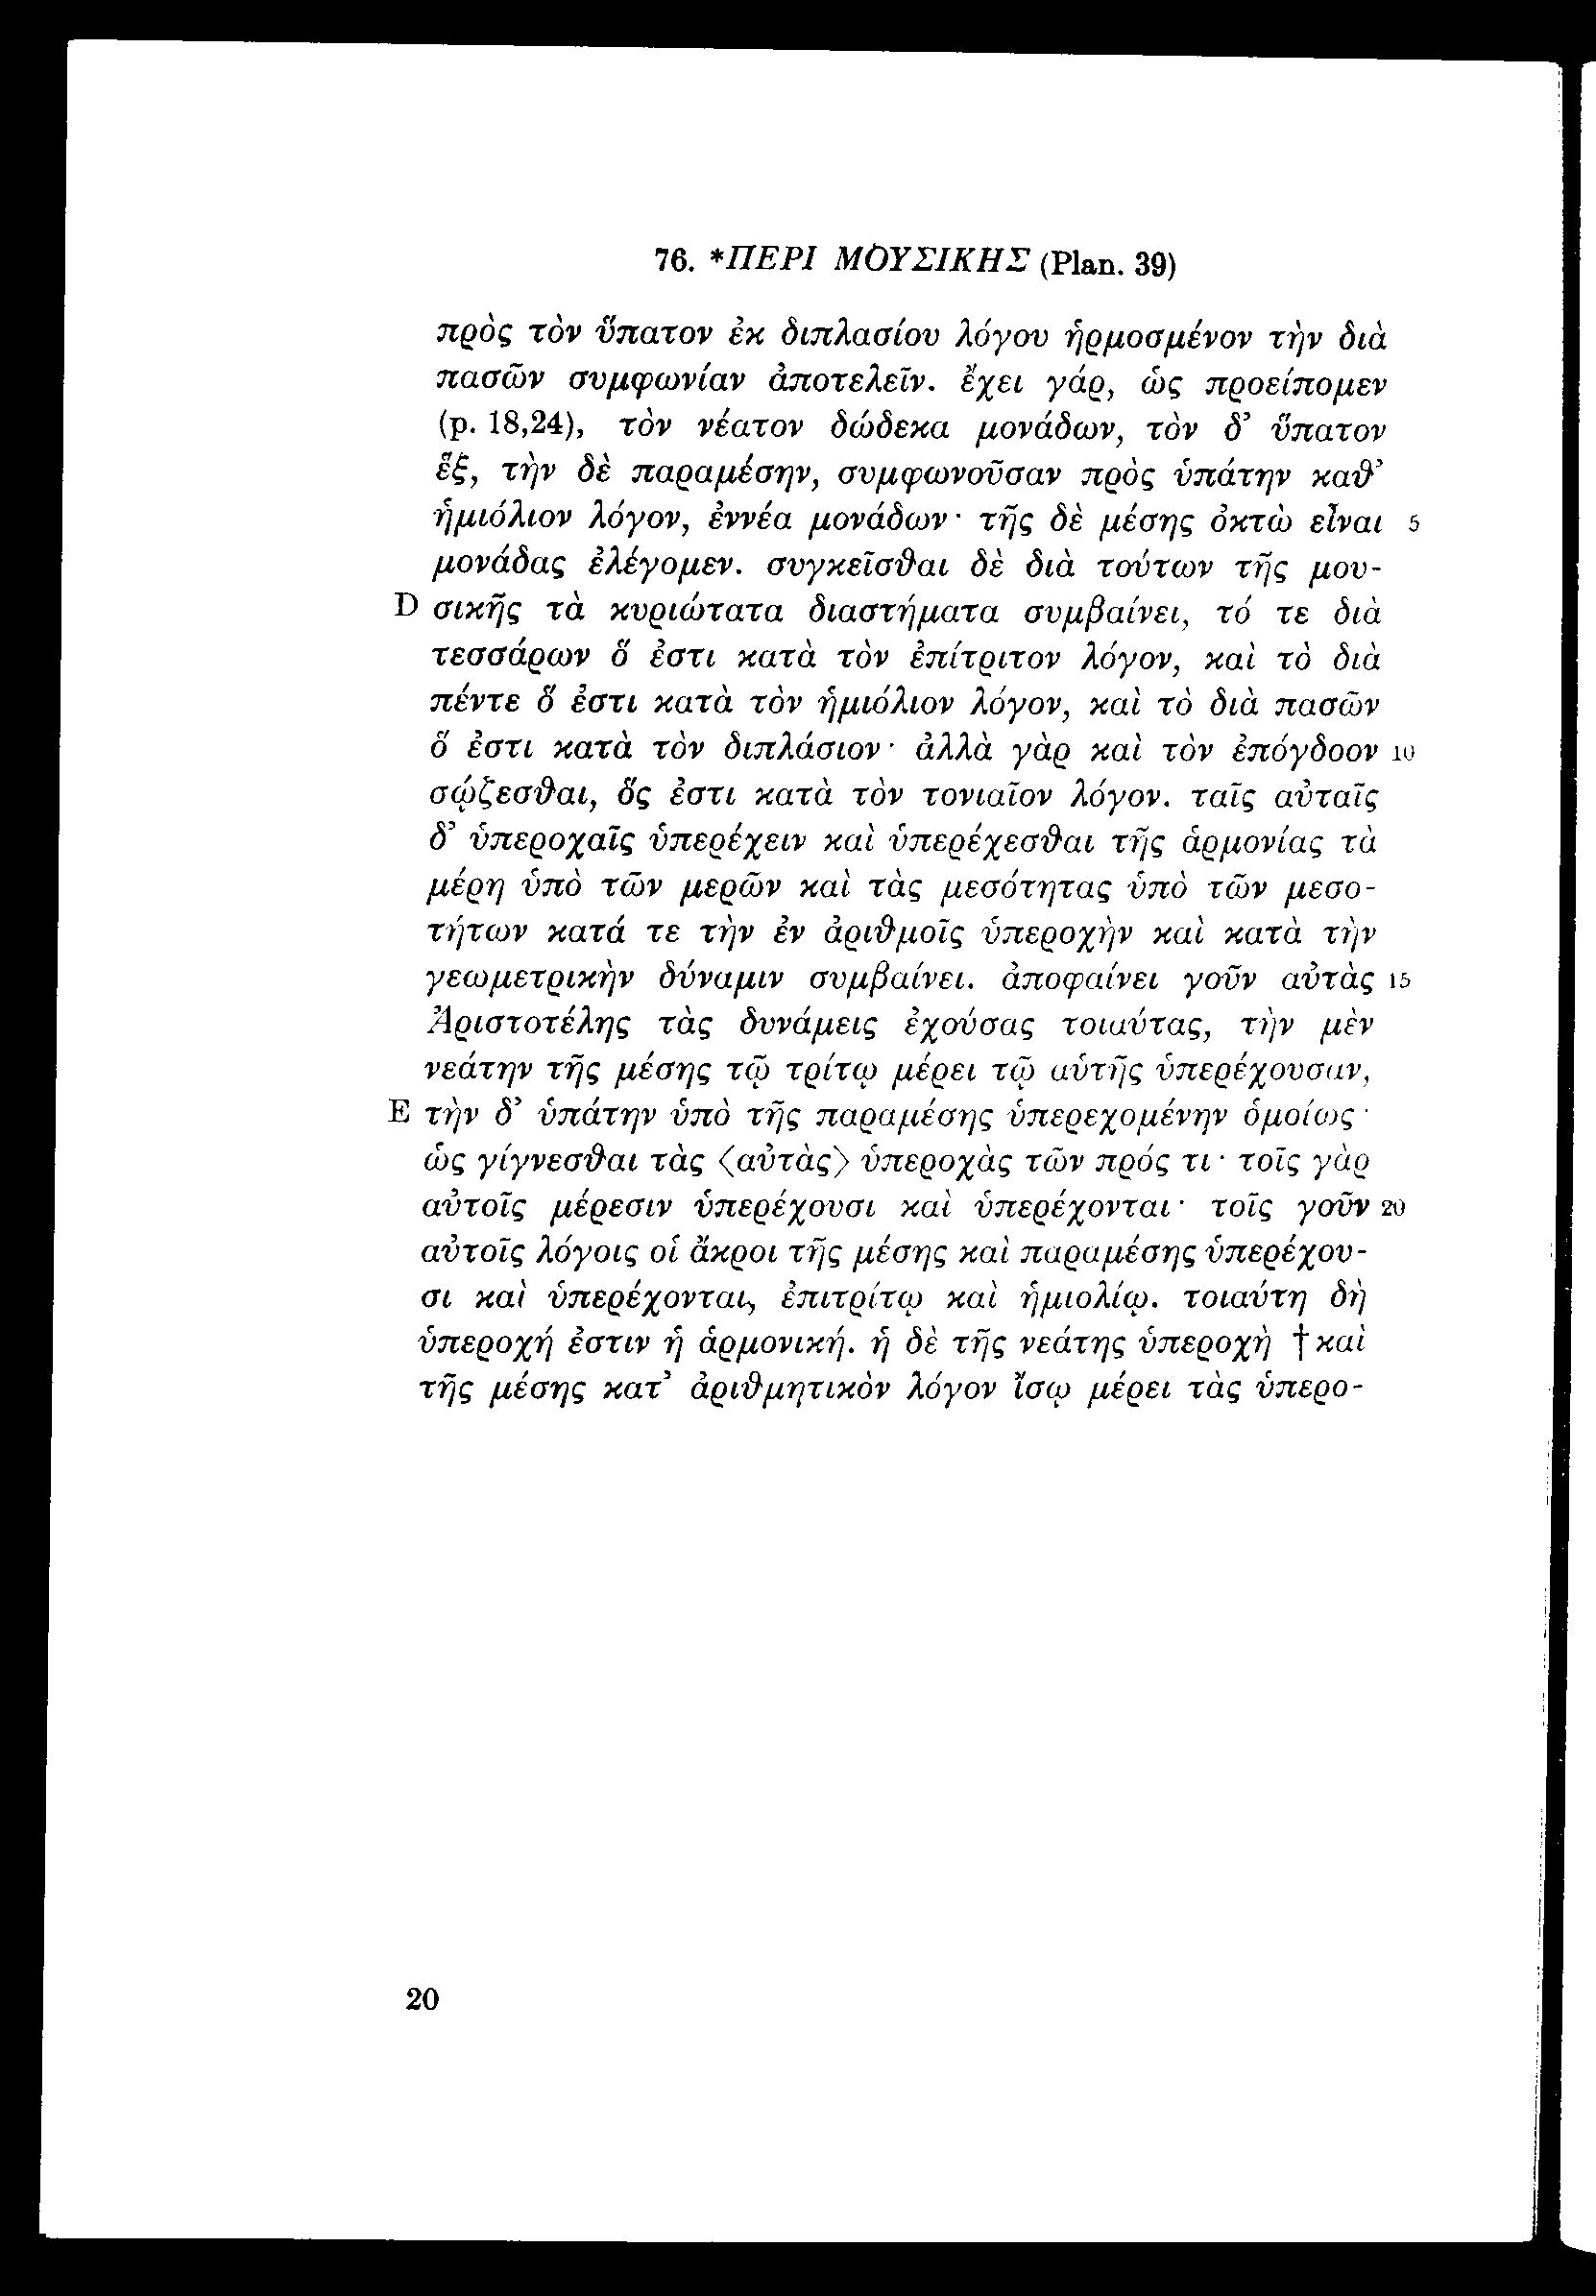 76. *ΠΕΡΙ ΜΟΥΣΙΚΗΣ (Plan. 39)
πρὸς τὸν ὕπατον ἐκ διπλασίου λόγου ἡρμοσμένον τὴν διὰ
πασῶν συμφωνίαν ἀποτελεῖν. ἔχει γάρ, ὡς προείπομεν
(p. 18,24), τὸν νέατον δώδεκα μονάδων, τὸν δ’ ὕπατον
ἕξ, τὴν δὲ παραμέσην, συμφωνοῦσαν πρὸς ὑπάτην καθ’
ἡμιόλιον λόγον, ἐννέα μονάδων· τῆς δὲ μέσης ὀκτὼ εἶναι 5
μονάδας ἐλέγομεν. συγκεῖσθαι δὲ διὰ τούτων τῆς μου-
D σικῆς τὰ κυριώτατα διαστήματα συμβαίνει, τό τε διὰ
τεσσάρων ὅ ἐστι κατὰ τὸν ἐπίτριτον λόγον, καὶ τὸ διὰ
πέντε ὅ ἐστι κατὰ τὸν ἡμιόλιον λόγον, καὶ τὸ διὰ πασῶν
ὅ ἐστι κατὰ τὸν διπλάσιον· ἀλλὰ γὰρ καὶ τὸν ἐπόγδοον 10
σῴζεσθαι, ὅς ἐστι κατὰ τὸν τονιαῖον λόγον. ταῖς αὐταῖς
δ’ ὑπεροχαῖς ὑπερέχειν καὶ ὑπερέχεσθαι τῆς ἁρμονίας τὰ
μέρη ὑπὸ τῶν μερῶν καὶ τὰς μεσότητας ὑπὸ τῶν μεσο-
τήτων κατά τε τὴν ἐν ἀριθμοῖς ὑπεροχὴν καὶ κατὰ τὴν
γεωμετρικὴν δύναμιν συμβαίνει. ἀποφαίνει γοῦν αὐτὰς 15
Ἀριστοτέλης τὰς δυνάμεις ἐχούσας τοιαύτας, τὴν μὲν
νεάτην τῆς μέσης τῷ τρίτῳ μέρει τῷ αὑτῆς ὑπερέχουσαν,
E τὴν δ’ ὑπάτην ὑπὸ τῆς παραμέσης ὑπερεχομένην ὁμοίως·
ὡς γίγνεσθαι τὰς ⟨αὐτὰς⟩ ὑπεροχὰς τῶν πρός τι· τοῖς γὰρ
αὐτοῖς μέρεσιν ὑπερέχουσι καὶ ὑπερέχονται· τοῖς γοῦν 20
αὐτοῖς λόγοις οἱ ἄκροι τῆς μέσης καὶ παραμέσης ὑπερέχου-
σι καὶ ὑπερέχονται, ἐπιτρίτῳ καὶ ἡμιολίῳ. τοιαύτη δὴ
ὑπεροχή ἐστιν ἡ ἁρμονική. ἡ δὲ τῆς νεάτης ὑπεροχὴ †καὶ
τῆς μέσης κατ’ ἀριθμητικὸν λόγον ἴσῳ μέρει τὰς ὑπερο-
20